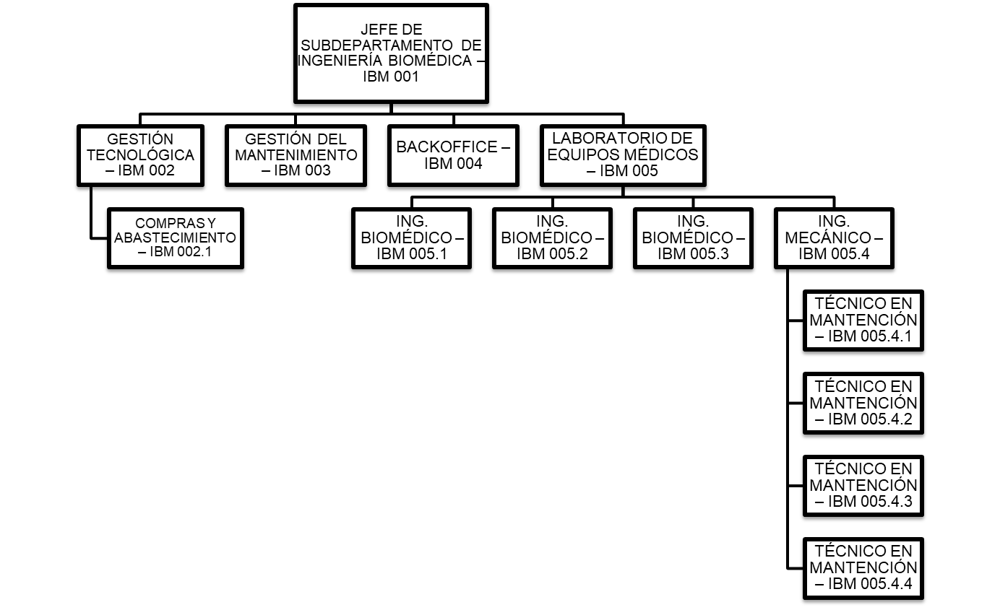 JEFE DE
SUBDEPARTAMENTO DE
INGENIERÍA BIOMÉDICA –
IBM 001
GESTIÓN
TECNOLÓGICA
– IBM 002
GESTIÓN DEL
MANTENIMIENTO
– IBM 003
BACKOFFICE –
IBM 004
LABORATORIO DE
EQUIPOS MÉDICOS
– IBM 005
COMPRAS Y
ABASTECIMIENTO
– IBM 002.1
ING.
BIOMÉDICO –
IBM 005.1
ING.
BIOMÉDICO –
IBM 005.2
ING.
BIOMÉDICO –
IBM 005.3
ING.
MECÁNICO –
IBM 005.4
TÉCNICO EN
MANTENCIÓN
– IBM 005.4.1
TÉCNICO EN
MANTENCIÓN
– IBM 005.4.2
TÉCNICO EN
MANTENCIÓN
– IBM 005.4.3
TÉCNICO EN
MANTENCIÓN
– IBM 005.4.4